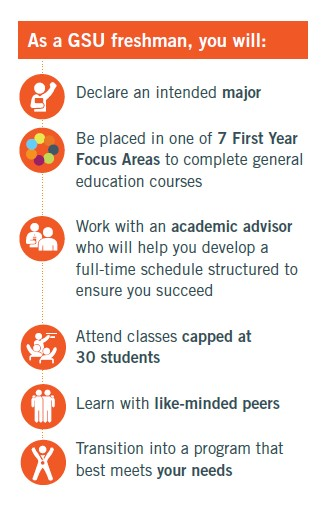 As a GSU freshman, you will:
Declare an intended major
Be placed in one of 7 First Year
Focus Areas to complete general
education courses
Work with an academic advisor
who will help you develop a
full-time schedule structured to
ensure you succeed
Attend classes capped at
30 students
Learn with like-minded peers
Transition into a program that
best meets your needs